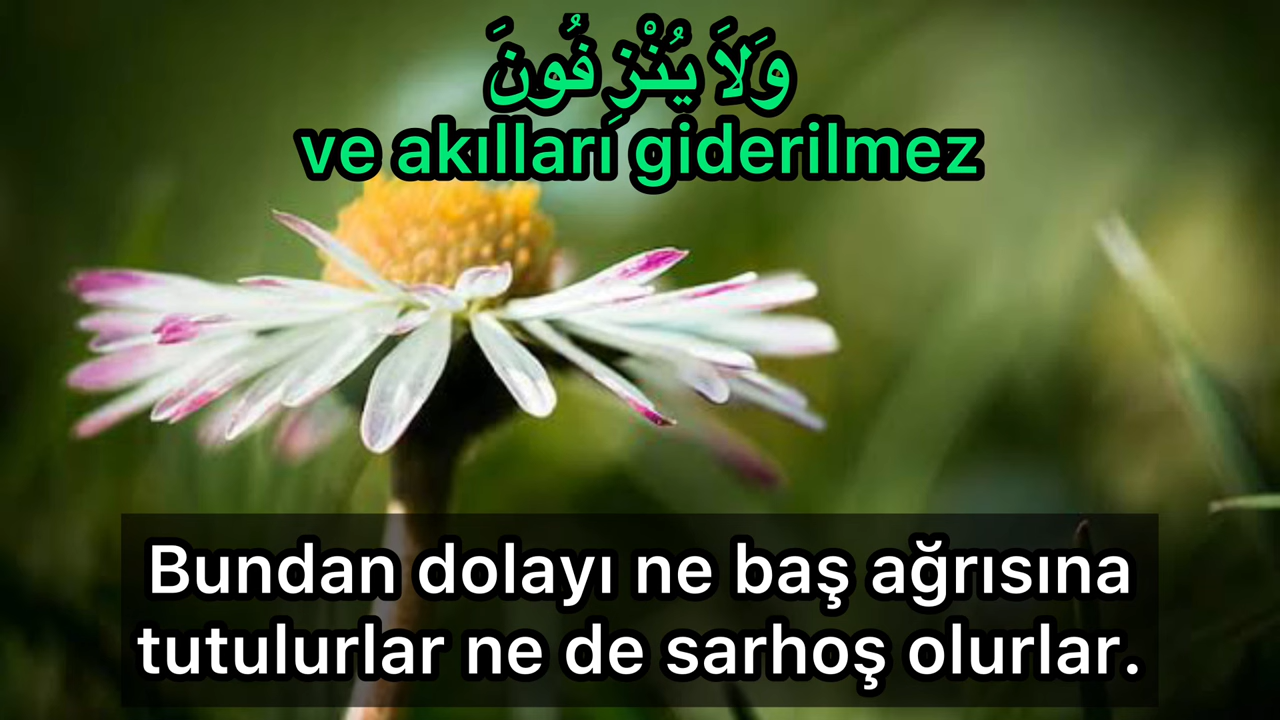 وَلَا يُنْزِفُونَ
ve akılları giderilmez
Bundan dolayı ne baş ağrısına
tutulurlar ne de sarhoş olurlar.